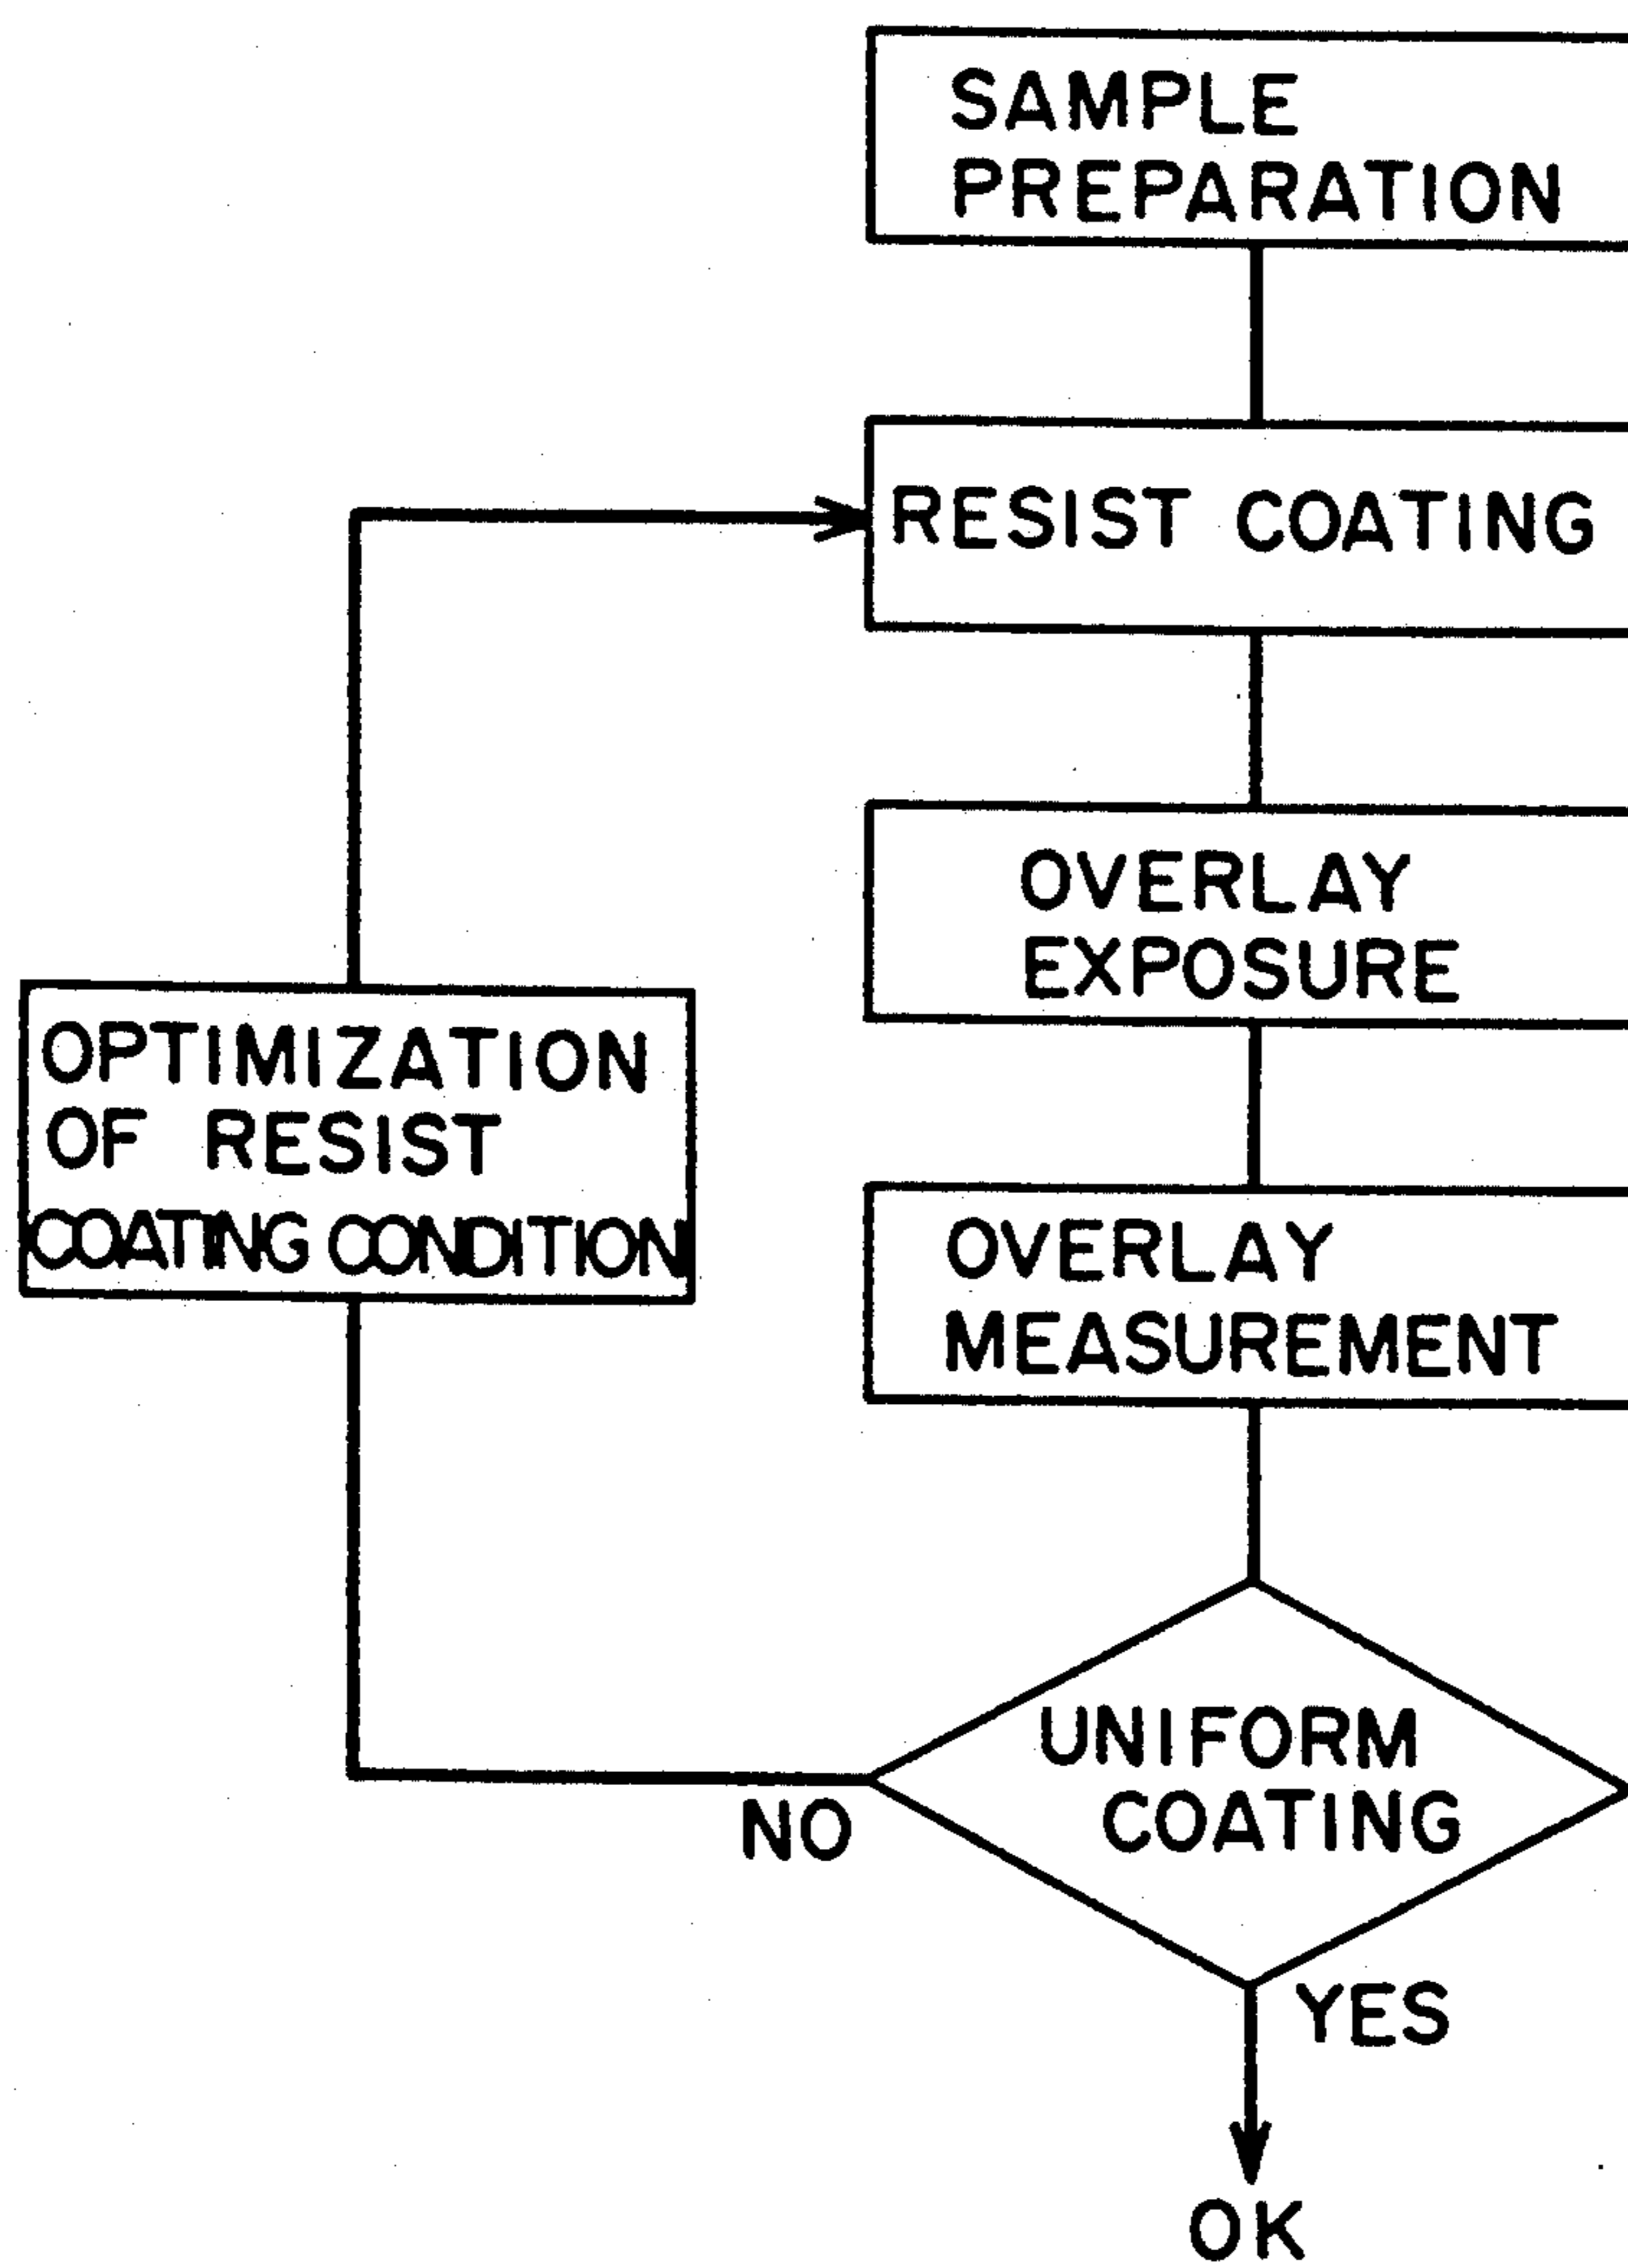 SAMPLE
PREPARATION
RESIST COATING
OVERLAY
EXPOSURE
OPTIMIZATION
OF RESIST
COATING CONDITION
OVERLAY
MEASUREMENT
UNIFORM
COATING
NO
YES
OK